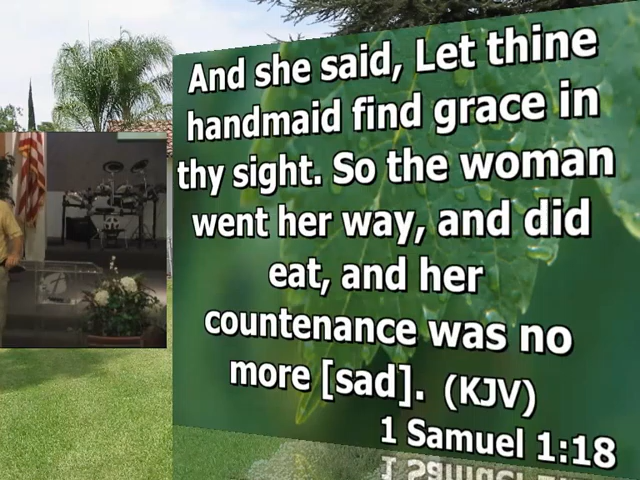 And she said, Let thine
handmaid find grace in
thy sight. So the woman
went her way, and did
eat, and her
countenance was no
more [sad]. (KJV)
1 Samuel 1:18